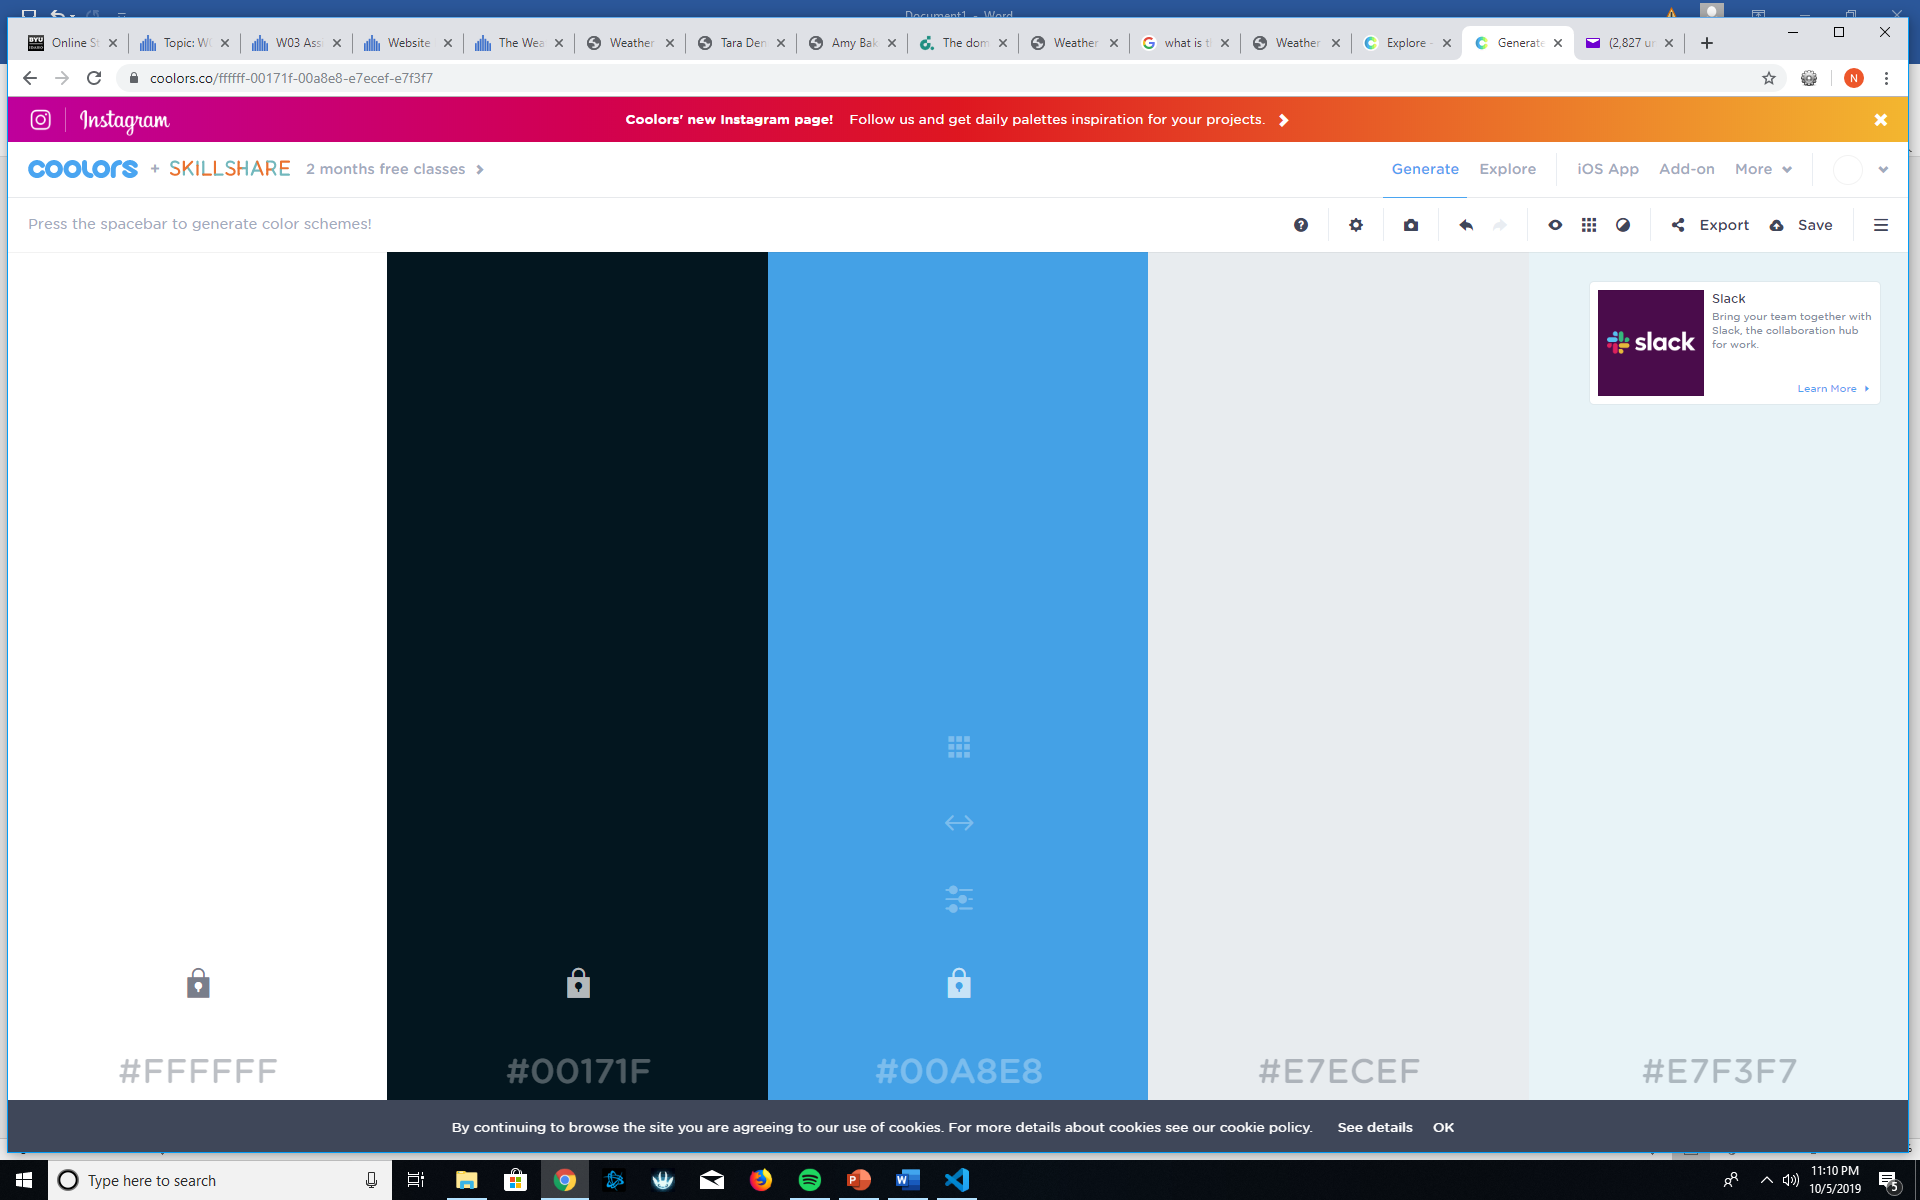 Document1 - Word
Online St
Topic: W
W03 Ass
Website
The Wea
Weather
Tara Den
Amy Bak
The dom
Weather
what is t
Weather
Explore -
Generate
(2,827 ur
coolors.co/ffffff-00171f-00a8e8-e7ecef-e7f3f7
N
Instagram
Coolors' new Instagram page! Follow us and get daily palettes inspiration for your projects.
coolors + SKILLSHARE 2 months free classes
Generate Explore iOS App Add-on More
Press the spacebar to generate color schemes!
Export Save
slack
Slack
Bring your team together with
Slack, the collaboration hub
for work.
Learn More
#FFFFFF
#00171F
#00A8E8
#E7ECEF
#E7F3F7
By continuing to browse the site you are agreeing to our use of cookies. For more details about cookies see our cookie policy. See details OK
Type here to search
11:10 PM
10/5/2019
5